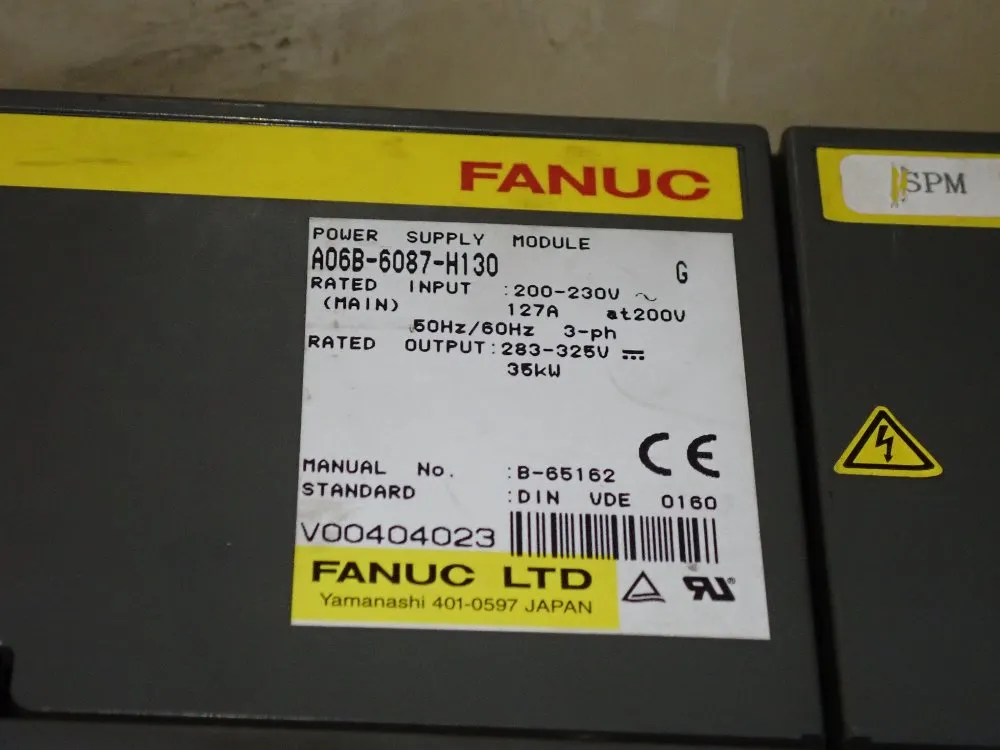 FANUC
SPM
POWER SUPPLY MODULE
A06B-6087-H130 G
RATED INPUT :200-230V ~
(MAIN) 127A at200V
50Hz/60Hz 3-ph
RATED OUTPUT:283-325V ⎓
35kW
CE
MANUAL No. :B-65162
STANDARD :DIN VDE 0160
V00404023
FANUC LTD
Yamanashi 401-0597 JAPAN